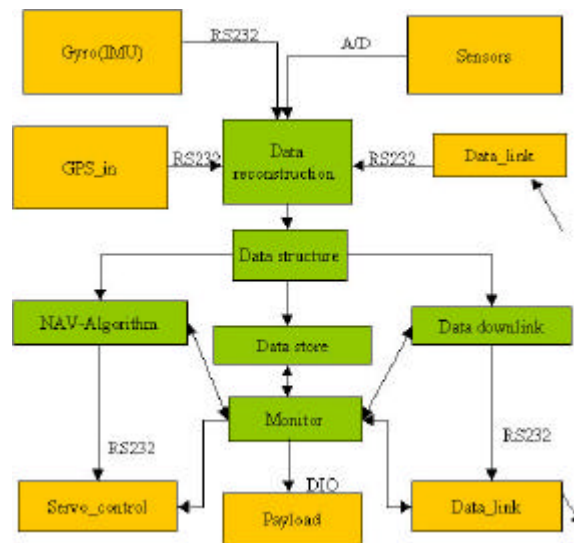 RS232
A/D
Gyro(IMU)
Sensors
Data
reconstruction
GPS_in
RS232
RS232
Data_link
Data structure
NAV-Algorithm
Data downlink
Data store
Monitor
RS232
RS232
DIO
Servo_control
Payload
Data_link